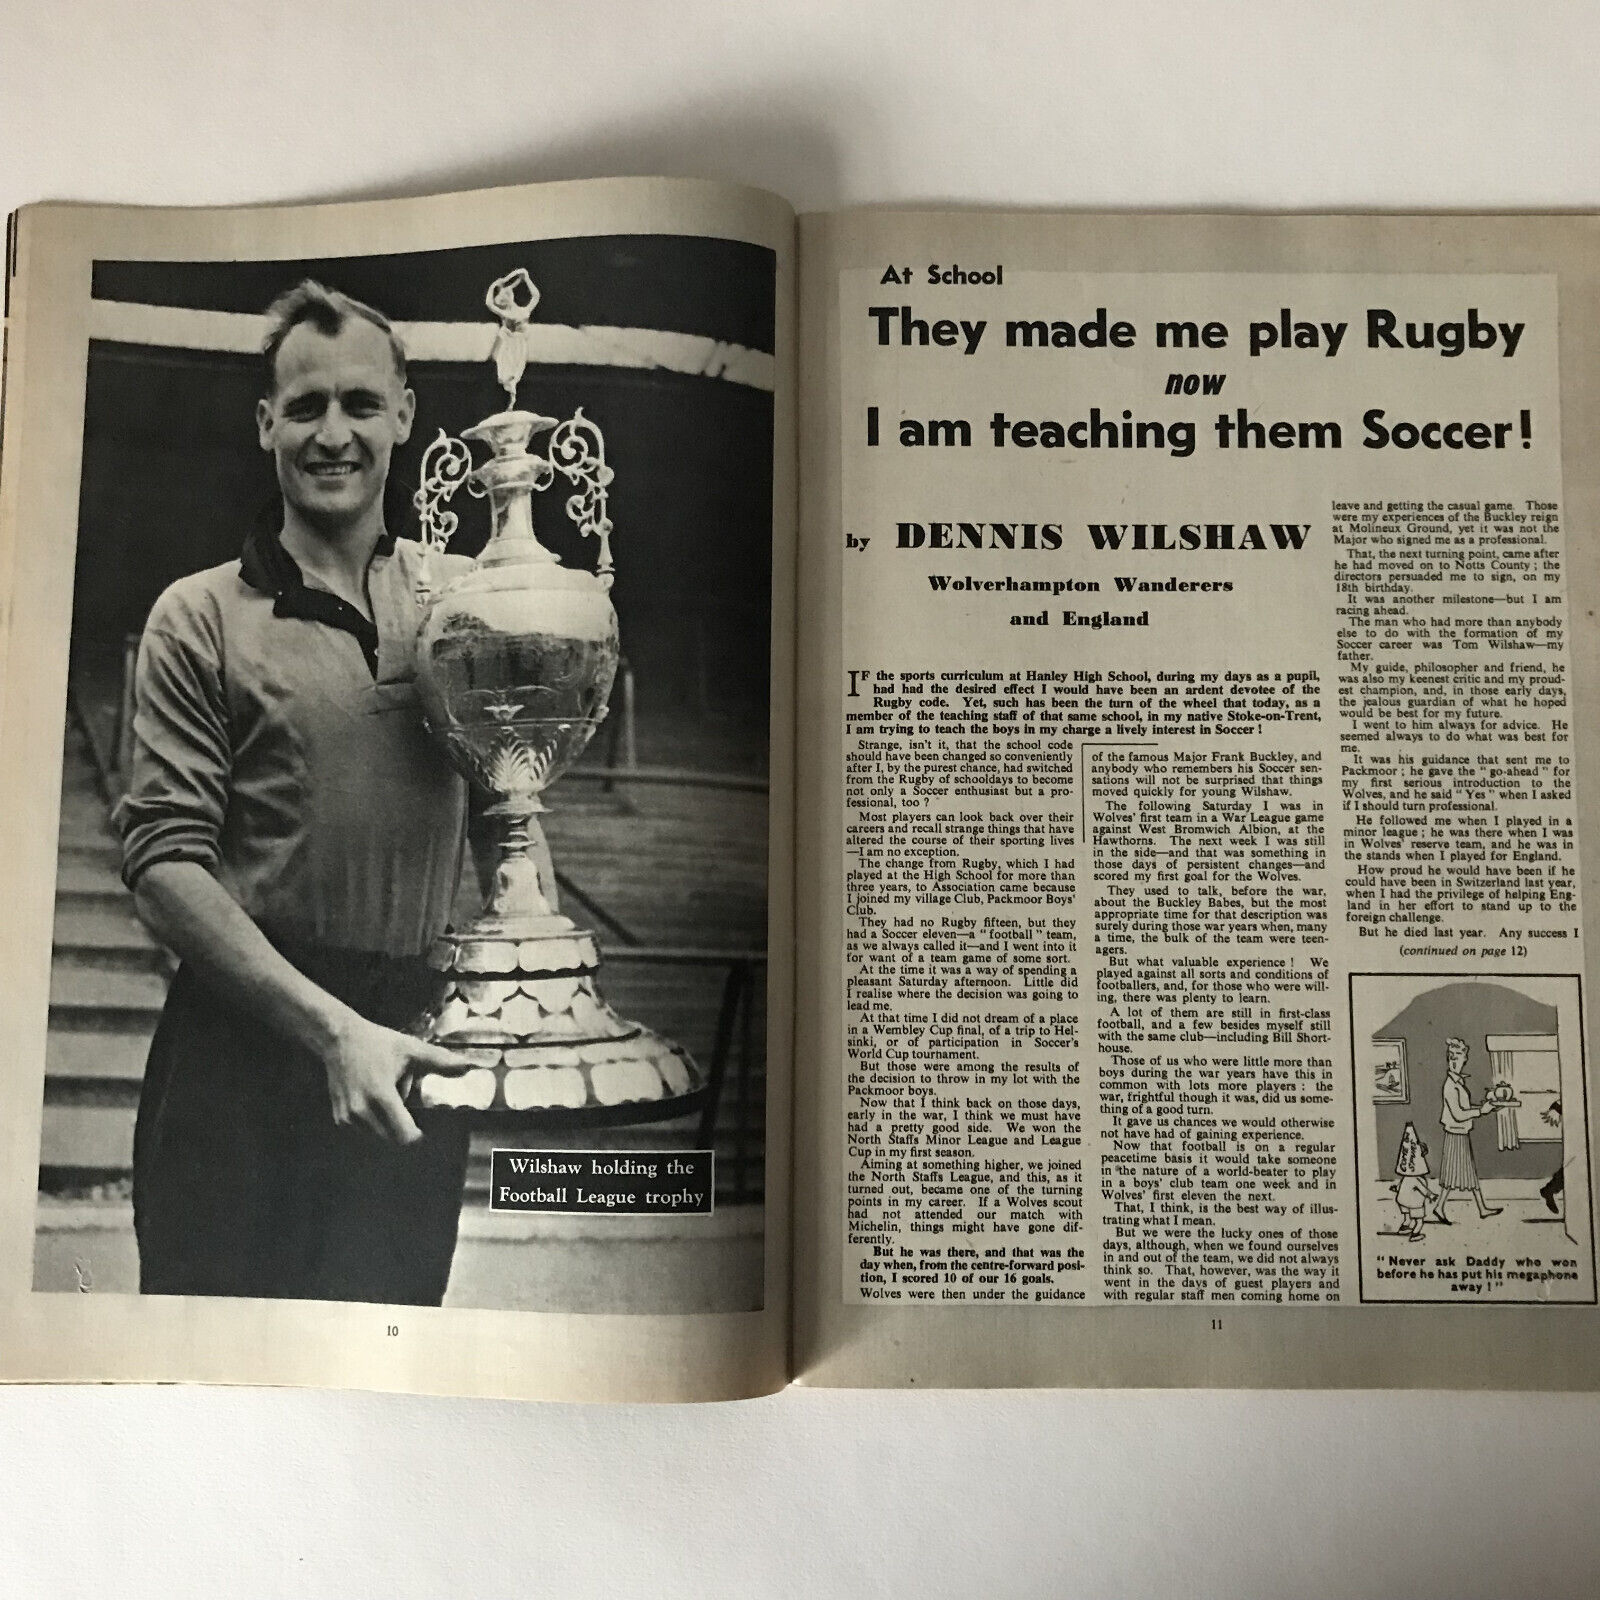 Wilshaw holding the
Football League trophy
10
At School
They made me play Rugby
now
I am teaching them Soccer!
by DENNIS WILSHAW
Wolverhampton Wanderers
and England
IF the sports curriculum at Hanley High School, during my days as a pupil,
had had the desired effect I would have been an ardent devotee of the
Rugby code. Yet, such has been the turn of the wheel that today, as a
member of the teaching staff of that same school, in my native Stoke-on-Trent,
I am trying to teach the boys in my charge a lively interest in Soccer !
Strange, isn't it, that the school code
should have been changed so conveniently
after I, by the purest chance, had switched
from the Rugby of schooldays to become
not only a Soccer enthusiast but a pro-
fessional, too ?
Most players can look back over their
careers and recall strange things that have
altered the course of their sporting lives
—I am no exception.
The change from Rugby, which I had
played at the High School for more than
three years, to Association came because
I joined my village Club, Packmoor Boys'
Club.
They had no Rugby fifteen, but they
had a Soccer eleven—a " football " team,
as we always called it—and I went into it
for want of a team game of some sort.
At the time it was a way of spending a
pleasant Saturday afternoon. Little did
I realise where the decision was going to
lead me.
At that time I did not dream of a place
in a Wembley Cup final, of a trip to Hel-
sinki, or of participation in Soccer's
World Cup tournament.
But those were among the results of
the decision to throw in my lot with the
Packmoor boys.
Now that I think back on those days,
early in the war, I think we must have
had a pretty good side. We won the
North Staffs Minor League and League
Cup in my first season.
Aiming at something higher, we joined
the North Staffs League, and this, as it
turned out, became one of the turning
points in my career. If a Wolves scout
had not attended our match with
Michelin, things might have gone dif-
ferently.
But he was there, and that was the
day when, from the centre-forward posi-
tion, I scored 10 of our 16 goals.
Wolves were then under the guidance
of the famous Major Frank Buckley, and
anybody who remembers his Soccer sen-
sations will not be surprised that things
moved quickly for young Wilshaw.
The following Saturday I was in
Wolves' first team in a War League game
against West Bromwich Albion, at the
Hawthorns. The next week I was still
in the side—and that was something in
those days of persistent changes—and
scored my first goal for the Wolves.
They used to talk, before the war,
about the Buckley Babes, but the most
appropriate time for that description was
surely during those war years when, many
a time, the bulk of the team were teen-
agers.
But what valuable experience ! We
played against all sorts and conditions of
footballers, and, for those who were will-
ing, there was plenty to learn.
A lot of them are still in first-class
football, and a few besides myself still
with the same club—including Bill Short-
house.
Those of us who were little more than
boys during the war years have this in
common with lots more players : the
war, frightful though it was, did us some-
thing of a good turn.
It gave us chances we would otherwise
not have had of gaining experience.
Now that football is on a regular
peacetime basis it would take someone
in the nature of a world-beater to play
in a boys' club team one week and in
Wolves' first eleven the next.
That, I think, is the best way of illus-
trating what I mean.
But we were the lucky ones of those
days, although, when we found ourselves
in and out of the team, we did not always
think so. That, however, was the way it
went in the days of guest players and
with regular staff men coming home on
leave and getting the casual game. Those
were my experiences of the Buckley reign
at Molineux Ground, yet it was not the
Major who signed me as a professional.
That, the next turning point, came after
he had moved on to Notts County ; the
directors persuaded me to sign, on my
18th birthday.
It was another milestone—but I am
racing ahead.
The man who had more than anybody
else to do with the formation of my
Soccer career was Tom Wilshaw—my
father.
My guide, philosopher and friend, he
was also my keenest critic and my proud-
est champion, and, in those early days,
the jealous guardian of what he hoped
would be best for my future.
I went to him always for advice. He
seemed always to do what was best for
me.
It was his guidance that sent me to
Packmoor ; he gave the " go-ahead " for
my first serious introduction to the
Wolves, and he said " Yes " when I asked
if I should turn professional.
He followed me when I played in a
minor league ; he was there when I was
in Wolves' reserve team, and he was in
the stands when I played for England.
How proud he would have been if he
could have been in Switzerland last year,
when I had the privilege of helping Eng-
land in her effort to stand up to the
foreign challenge.
But he died last year. Any success I
(continued on page 12)
" Never ask Daddy who won
before he has put his megaphone
away ! "
11